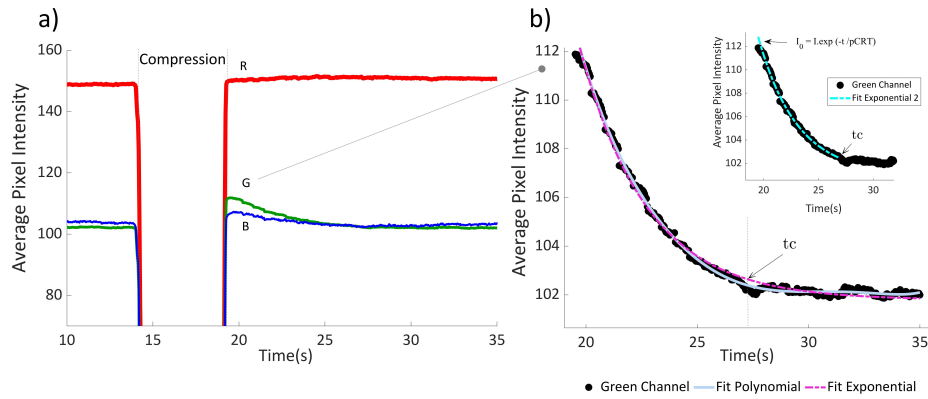 a)
160
140
120
100
80
10
15
20
25
30
35
Average Pixel Intensity
Time(s)
Compression
R
G
B
b)
112
110
108
106
104
102
20
25
30
35
Average Pixel Intensity
Time(s)
tc
112
110
108
106
104
102
20
25
30
Average Pixel Intensity
Time(s)
I0 = I.exp (-t /pCRT)
Green Channel
Fit Exponential 2
tc
Green Channel Fit Polynomial Fit Exponential